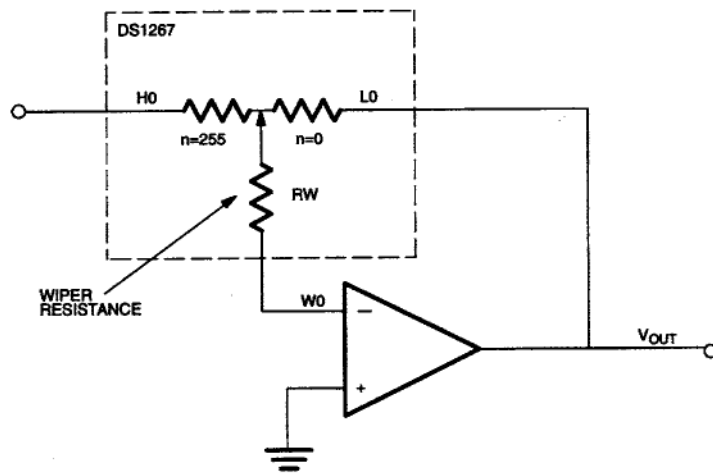 DS1267
H0
L0
n=255
n=0
RW
WIPER
RESISTANCE
W0
−
+
VOUT